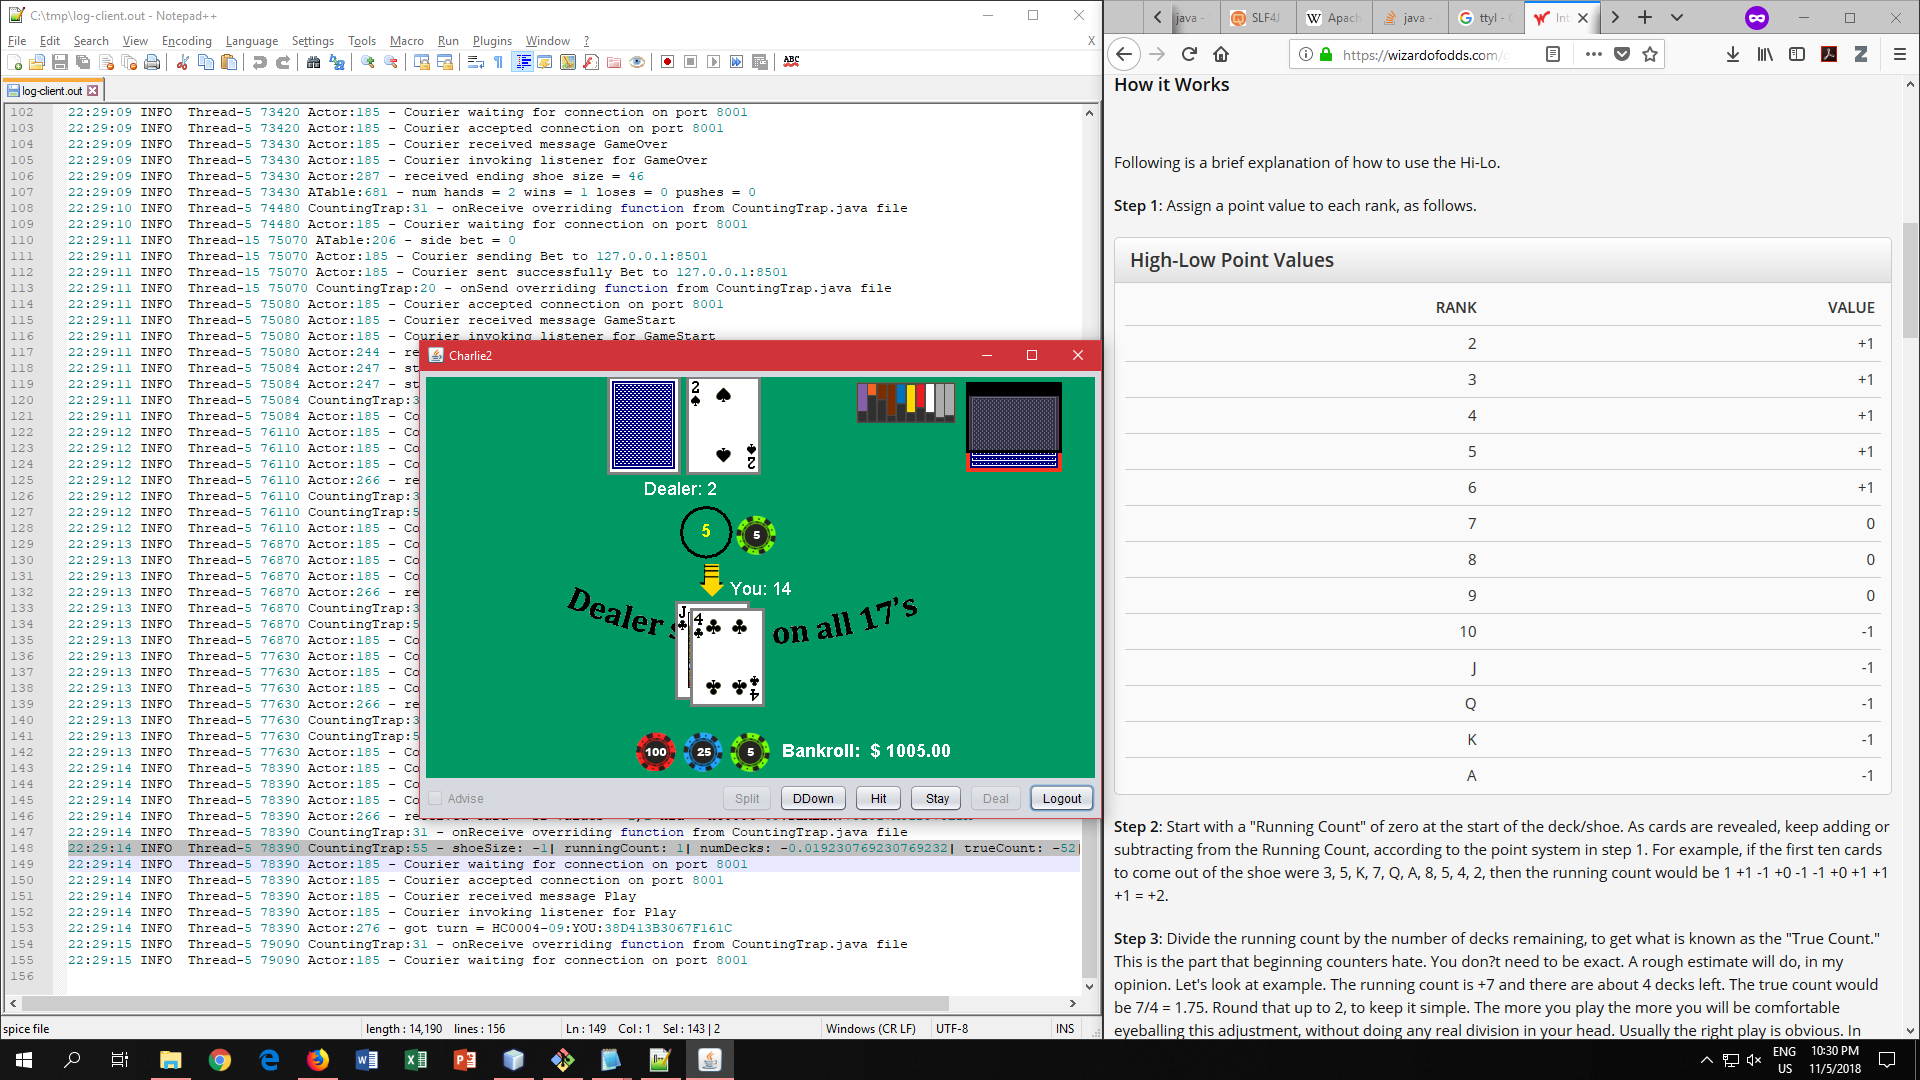 C:\tmp\log-client.out - Notepad++
File Edit Search View Encoding Language Settings Tools Macro Run Plugins Window ? X
log-client.out
102 22:29:09 INFO Thread-5 73420 Actor:185 - Courier waiting for connection on port 8001
103 22:29:09 INFO Thread-5 73420 Actor:185 - Courier accepted connection on port 8001
104 22:29:09 INFO Thread-5 73430 Actor:185 - Courier received message GameOver
105 22:29:09 INFO Thread-5 73430 Actor:185 - Courier invoking listener for GameOver
106 22:29:09 INFO Thread-5 73430 Actor:287 - received ending shoe size = 46
107 22:29:09 INFO Thread-5 73430 ATable:681 - num hands = 2 wins = 1 loses = 0 pushes = 0
108 22:29:10 INFO Thread-5 74480 CountingTrap:31 - onReceive overriding function from CountingTrap.java file
109 22:29:10 INFO Thread-5 74480 Actor:185 - Courier waiting for connection on port 8001
110 22:29:11 INFO Thread-15 75070 ATable:206 - side bet = 0
111 22:29:11 INFO Thread-15 75070 Actor:185 - Courier sending Bet to 127.0.0.1:8501
112 22:29:11 INFO Thread-15 75070 Actor:185 - Courier sent successfully Bet to 127.0.0.1:8501
113 22:29:11 INFO Thread-15 75070 CountingTrap:20 - onSend overriding function from CountingTrap.java file
114 22:29:11 INFO Thread-5 75080 Actor:185 - Courier accepted connection on port 8001
115 22:29:11 INFO Thread-5 75080 Actor:185 - Courier received message GameStart
116 22:29:11 INFO Thread-5 75080 Actor:185 - Courier invoking listener for GameStart
117 22:29:11 INFO Thread-5 75080 Actor:244 - re
118 22:29:11 INFO Thread-5 75084 Actor:247 - st
119 22:29:11 INFO Thread-5 75084 Actor:247 - st
120 22:29:11 INFO Thread-5 75084 CountingTrap:3
121 22:29:11 INFO Thread-5 75084 Actor:185 - Co
122 22:29:12 INFO Thread-5 76110 Actor:185 - Co
123 22:29:12 INFO Thread-5 76110 Actor:185 - Co
124 22:29:12 INFO Thread-5 76110 Actor:185 - Co
125 22:29:12 INFO Thread-5 76110 Actor:266 - re
126 22:29:12 INFO Thread-5 76110 CountingTrap:3
127 22:29:12 INFO Thread-5 76110 CountingTrap:5
128 22:29:12 INFO Thread-5 76110 Actor:185 - Co
129 22:29:13 INFO Thread-5 76870 Actor:185 - Co
130 22:29:13 INFO Thread-5 76870 Actor:185 - Co
131 22:29:13 INFO Thread-5 76870 Actor:185 - Co
132 22:29:13 INFO Thread-5 76870 Actor:266 - re
133 22:29:13 INFO Thread-5 76870 CountingTrap:3
134 22:29:13 INFO Thread-5 76870 CountingTrap:5
135 22:29:13 INFO Thread-5 76870 Actor:185 - Co
136 22:29:13 INFO Thread-5 77630 Actor:185 - Co
137 22:29:13 INFO Thread-5 77630 Actor:185 - Co
138 22:29:13 INFO Thread-5 77630 Actor:185 - Co
139 22:29:13 INFO Thread-5 77630 Actor:266 - re
140 22:29:13 INFO Thread-5 77630 CountingTrap:3
141 22:29:13 INFO Thread-5 77630 CountingTrap:5
142 22:29:13 INFO Thread-5 77630 Actor:185 - Co
143 22:29:14 INFO Thread-5 78390 Actor:185 - Co
144 22:29:14 INFO Thread-5 78390 Actor:185 - Co
145 22:29:14 INFO Thread-5 78390 Actor:185 - Co
146 22:29:14 INFO Thread-5 78390 Actor:266 -
147 22:29:14 INFO Thread-5 78390 CountingTrap:31 - onReceive overriding function from CountingTrap.java file
148 22:29:14 INFO Thread-5 78390 CountingTrap:55 - shoeSize: -1| runningCount: 1| numDecks: -0.019230769230769232| trueCount: -52|
149 22:29:14 INFO Thread-5 78390 Actor:185 - Courier waiting for connection on port 8001
150 22:29:14 INFO Thread-5 78390 Actor:185 - Courier accepted connection on port 8001
151 22:29:14 INFO Thread-5 78390 Actor:185 - Courier received message Play
152 22:29:14 INFO Thread-5 78390 Actor:185 - Courier invoking listener for Play
153 22:29:14 INFO Thread-5 78390 Actor:276 - got turn = HC0004-09:YOU:38D413B3067F161C
154 22:29:15 INFO Thread-5 79090 CountingTrap:31 - onReceive overriding function from CountingTrap.java file
155 22:29:15 INFO Thread-5 79090 Actor:185 - Courier waiting for connection on port 8001
156
spice file length : 14,190 lines : 156 Ln : 149 Col : 1 Sel : 143 | 2 Windows (CR LF) UTF-8 INS
Charlie2
2
2
Dealer: 2
5
5
You: 14
Dealer s on all 17's
J
4
4
100 25 5 Bankroll: $ 1005.00
Advise Split DDown Hit Stay Deal Logout
java - SLF4J Apach java - ttyl - Int
https://wizardofodds.com/
How it Works
Following is a brief explanation of how to use the Hi-Lo.
Step 1: Assign a point value to each rank, as follows.
High-Low Point Values
RANK VALUE
2 +1
3 +1
4 +1
5 +1
6 +1
7 0
8 0
9 0
10 -1
J -1
Q -1
K -1
A -1
Step 2: Start with a "Running Count" of zero at the start of the deck/shoe. As cards are revealed, keep adding or
subtracting from the Running Count, according to the point system in step 1. For example, if the first ten cards
to come out of the shoe were 3, 5, K, 7, Q, A, 8, 5, 4, 2, then the running count would be 1 +1 -1 +0 -1 -1 +0 +1 +1
+1 = +2.
Step 3: Divide the running count by the number of decks remaining, to get what is known as the "True Count."
This is the part that beginning counters hate. You don?t need to be exact. A rough estimate will do, in my
opinion. Let's look at example. The running count is +7 and there are about 4 decks left. The true count would
be 7/4 = 1.75. Round that up to 2, to keep it simple. The more you play the more you will be comfortable
eyeballing this adjustment, without doing any real division in your head. Usually the right play is obvious. In
ENG
US
10:30 PM
11/5/2018